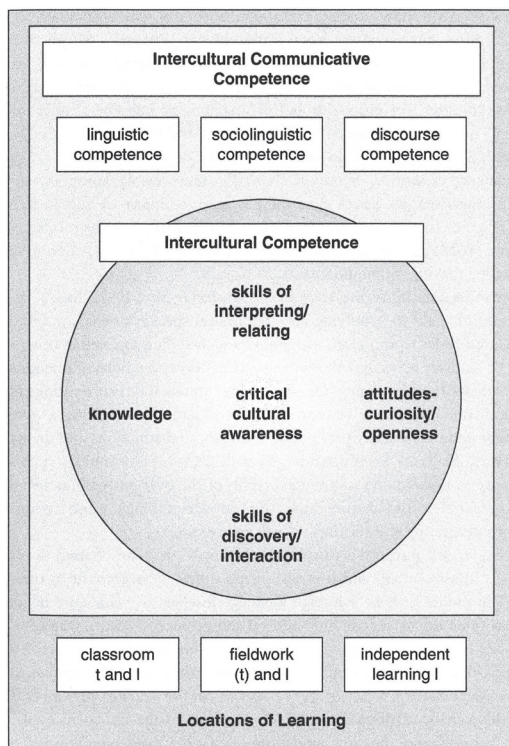 Intercultural Communicative
Competence
linguistic
competence
sociolinguistic
competence
discourse
competence
Intercultural Competence
skills of
interpreting/
relating
knowledge
critical
cultural
awareness
attitudes-
curiosity/
openness
skills of
discovery/
interaction
classroom
t and l
fieldwork
(t) and l
independent
learning l
Locations of Learning